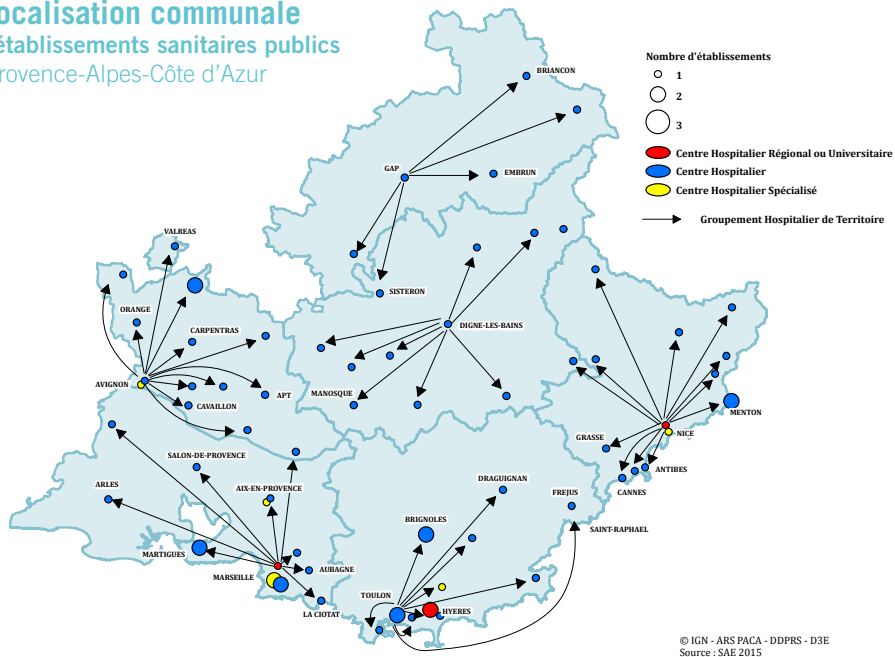 ocalisation communale
établissements sanitaires publics
rovence-Alpes-Côte d'Azur
Nombre d'établissements
1
2
3
Centre Hospitalier Régional ou Universitaire
Centre Hospitalier
Centre Hospitalier Spécialisé
Groupement Hospitalier de Territoire
BRIANCON
GAP
EMBRUN
VALREAS
SISTERON
ORANGE
CARPENTRAS
DIGNE-LES-BAINS
AVIGNON
APT
MANOSQUE
CAVAILLON
MENTON
GRASSE
NICE
SALON-DE-PROVENCE
ANTIBES
ARLES
AIX-EN-PROVENCE
DRAGUIGNAN
FREJUS
CANNES
BRIGNOLES
SAINT-RAPHAEL
MARTIGUES
MARSEILLE
AUBAGNE
TOULON
LA CIOTAT
HYERES
© IGN - ARS PACA - DDPRS - D3E
Source : SAE 2015